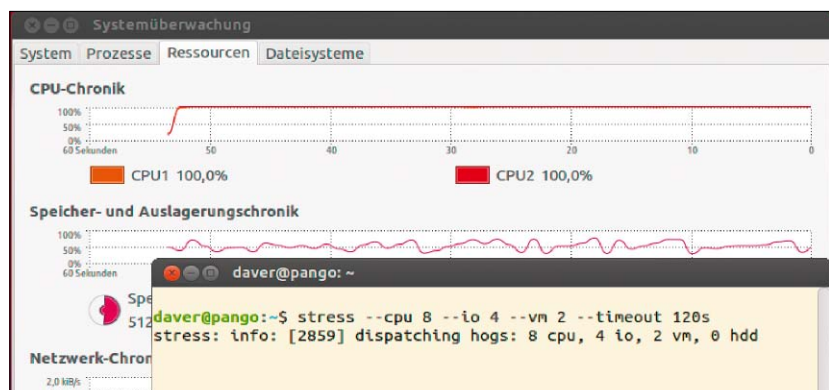 Systemüberwachung
System Prozesse Ressourcen Dateisysteme
CPU-Chronik
100%
50%
0%
60 Sekunden 50 40 30 20 10 0
CPU1 100,0% CPU2 100,0%
Speicher- und Auslagerungschronik
100%
50%
0%
60 Sekunden
daver@pango: ~
Spe
512
daver@pango:~$ stress --cpu 8 --io 4 --vm 2 --timeout 120s
stress: info: [2859] dispatching hogs: 8 cpu, 4 io, 2 vm, 0 hdd
Netzwerk-Chron
2,0 kiB/s